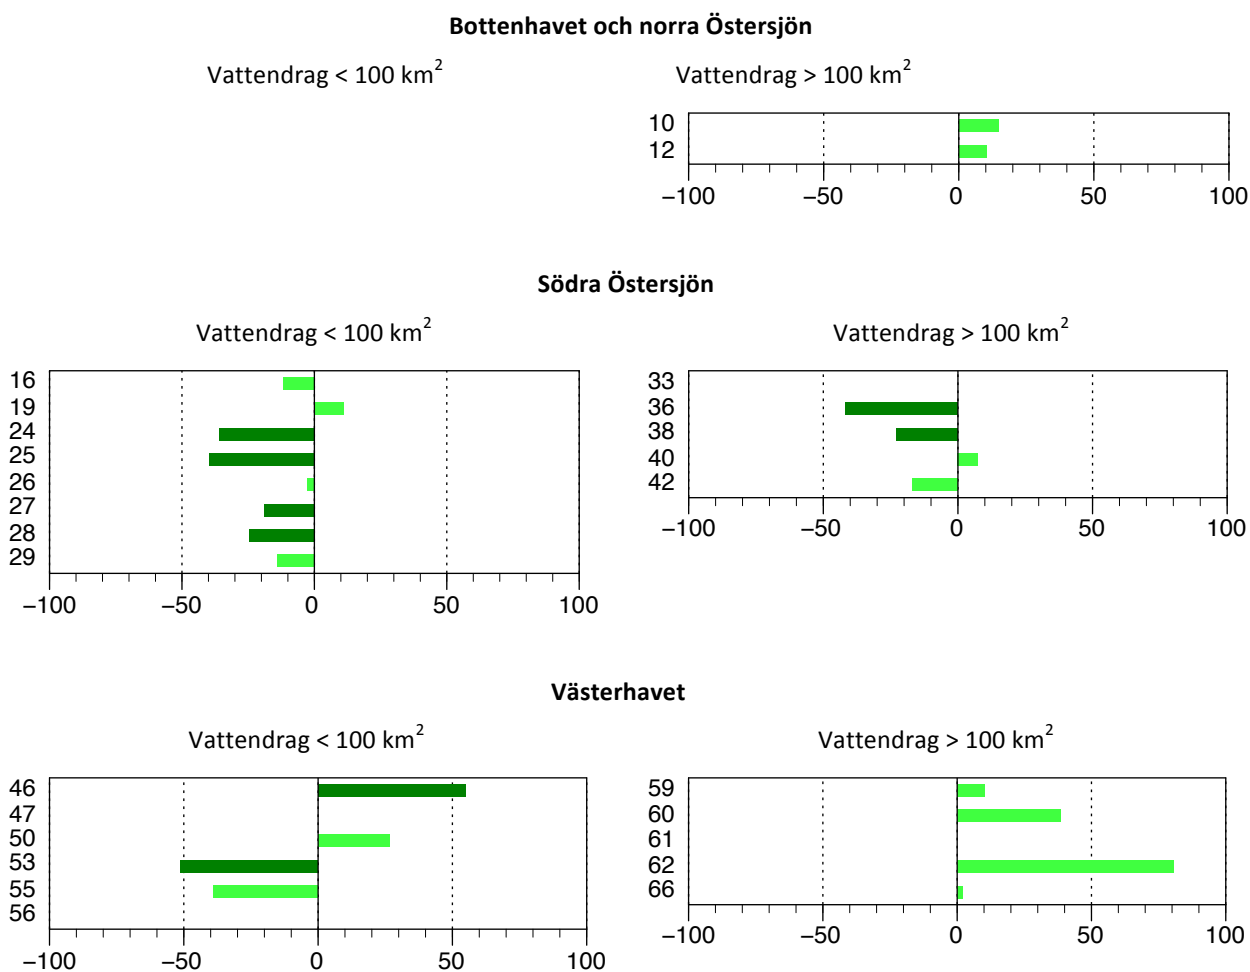 Bottenhavet och norra Östersjön
Vattendrag < 100 km²
Vattendrag > 100 km²
10
12
−100 −50 0 50 100
Södra Östersjön
Vattendrag < 100 km²
Vattendrag > 100 km²
16
19
24
25
26
27
28
29
−100 −50 0 50 100
33
36
38
40
42
−100 −50 0 50 100
Västerhavet
Vattendrag < 100 km²
Vattendrag > 100 km²
46
47
50
53
55
56
−100 −50 0 50 100
59
60
61
62
66
−100 −50 0 50 100